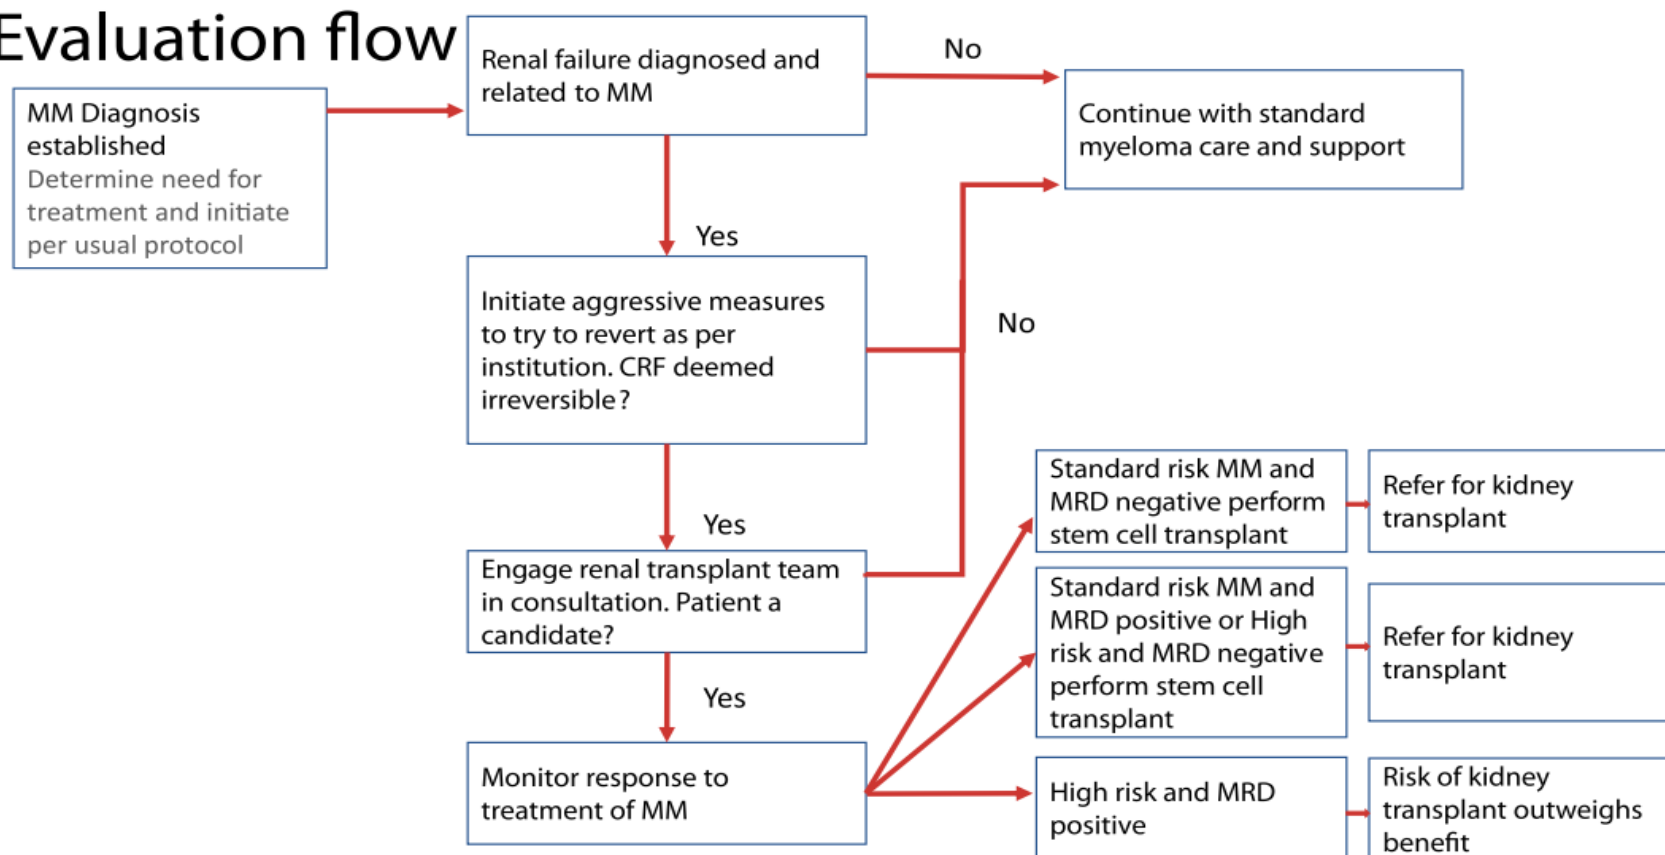 Evaluation flow
MM Diagnosis
established
Determine need for
treatment and initiate
per usual protocol
Renal failure diagnosed and
related to MM
No
Continue with standard
myeloma care and support
Yes
Initiate aggressive measures
to try to revert as per
institution. CRF deemed
irreversible?
No
Yes
Engage renal transplant team
in consultation. Patient a
candidate?
Yes
Monitor response to
treatment of MM
Standard risk MM and
MRD negative perform
stem cell transplant
Refer for kidney
transplant
Standard risk MM and
MRD positive or High
risk and MRD negative
perform stem cell
transplant
Refer for kidney
transplant
High risk and MRD
positive
Risk of kidney
transplant outweighs
benefit